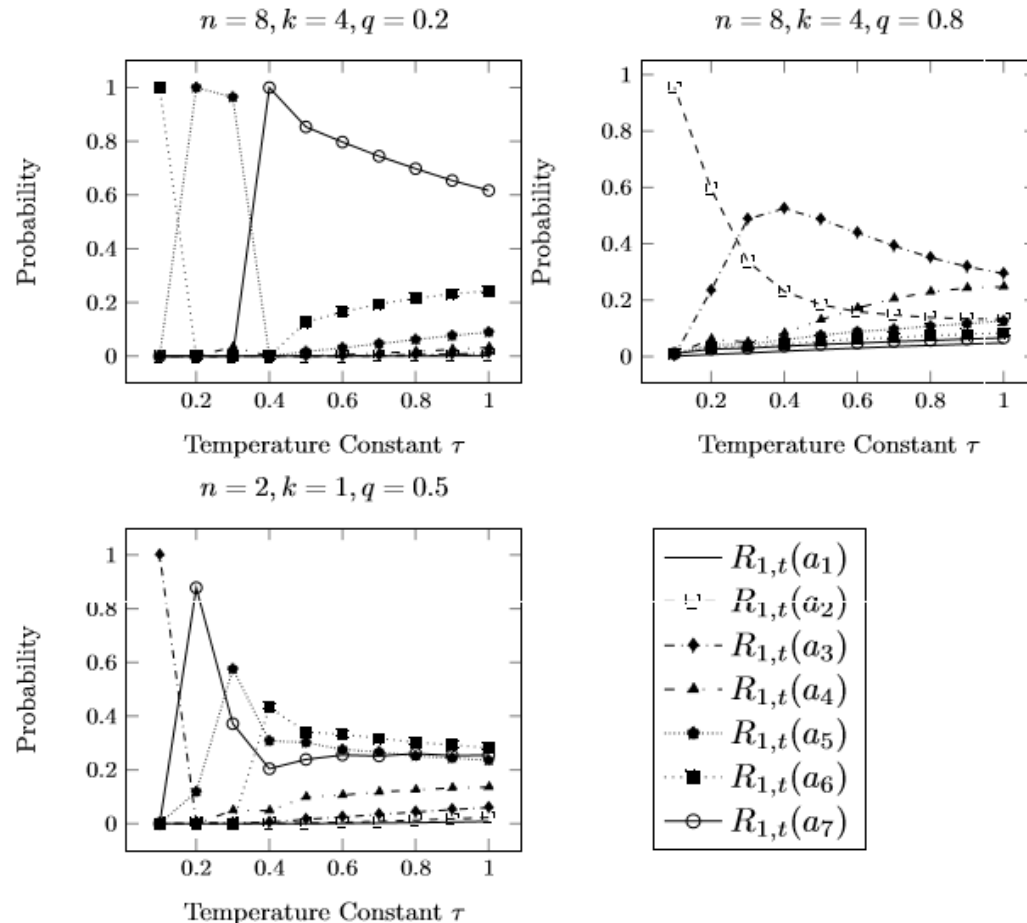 n = 8, k = 4, q = 0.2
1
0.8
0.6
0.4
0.2
0
0.2 0.4 0.6 0.8 1
Probability
Temperature Constant τ
n = 8, k = 4, q = 0.8
1
0.8
0.6
0.4
0.2
0
0.2 0.4 0.6 0.8 1
Probability
Temperature Constant τ
n = 2, k = 1, q = 0.5
1
0.8
0.6
0.4
0.2
0
0.2 0.4 0.6 0.8 1
Probability
Temperature Constant τ
R₁,ₜ(a₁)
R₁,ₜ(a₂)
R₁,ₜ(a₃)
R₁,ₜ(a₄)
R₁,ₜ(a₅)
R₁,ₜ(a₆)
R₁,ₜ(a₇)